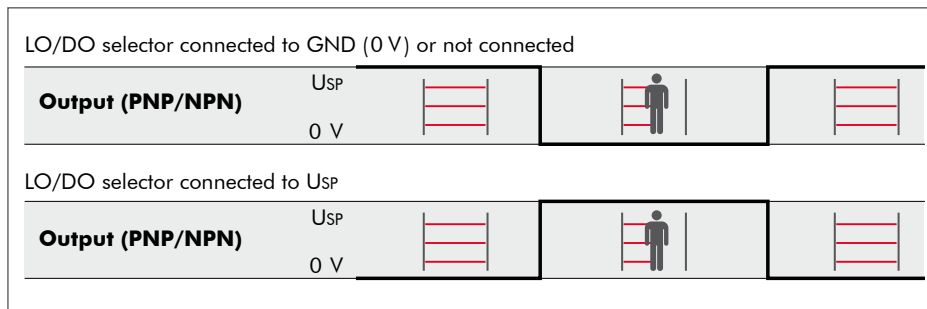 LO/DO selector connected to GND (0 V) or not connected
Output (PNP/NPN)
USP
0 V
LO/DO selector connected to USP
Output (PNP/NPN)
USP
0 V